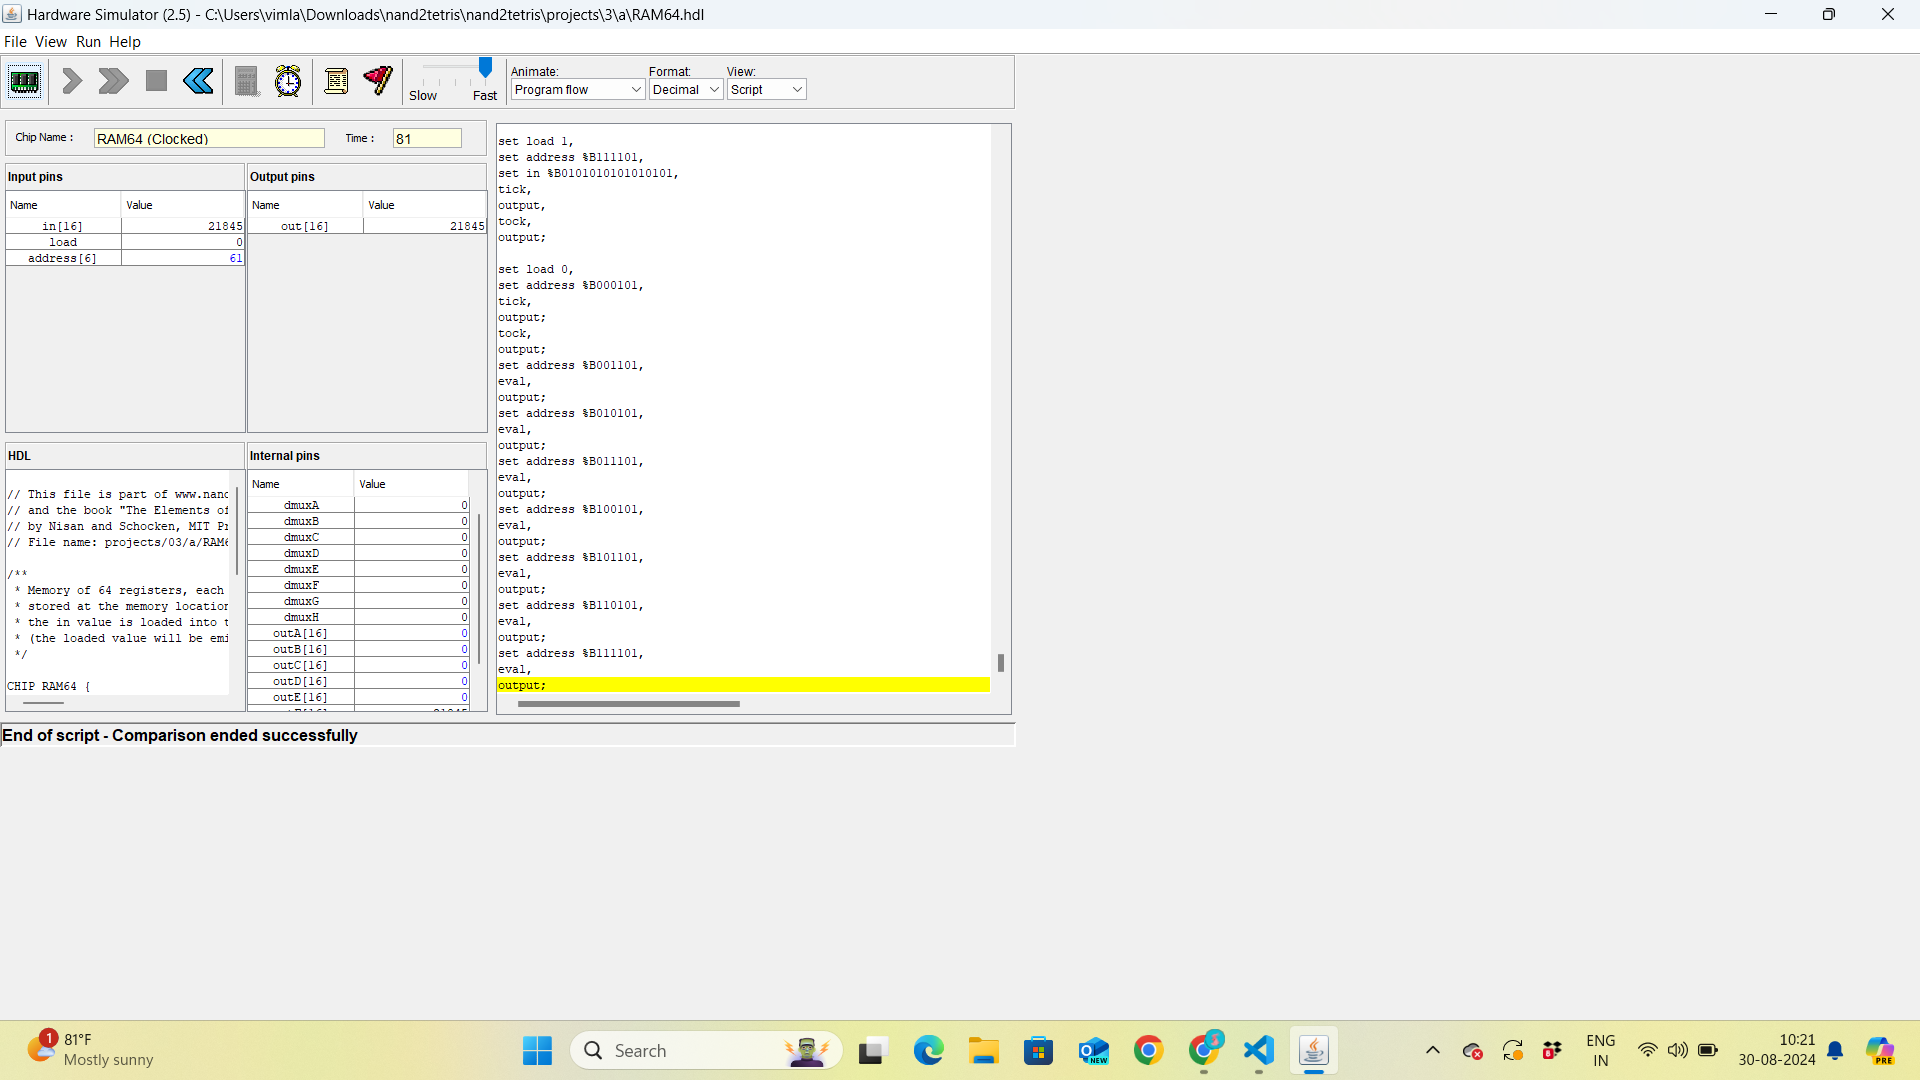 Hardware Simulator (2.5) - C:\Users\vimla\Downloads\nand2tetris\nand2tetris\projects\3\a\RAM64.hdl
File View Run Help
Slow Fast
Animate: Format: View:
Program flow Decimal Script
Chip Name : RAM64 (Clocked) Time : 81
Input pins
Name Value
in[16] 21845
load 0
address[6] 61
Output pins
Name Value
out[16] 21845
HDL
// This file is part of www.nand
// and the book "The Elements of
// by Nisan and Schocken, MIT Pr
// File name: projects/03/a/RAM6
/**
* Memory of 64 registers, each
* stored at the memory location
* the in value is loaded into t
* (the loaded value will be emi
*/
CHIP RAM64 {
Internal pins
Name Value
dmuxA 0
dmuxB 0
dmuxC 0
dmuxD 0
dmuxE 0
dmuxF 0
dmuxG 0
dmuxH 0
outA[16] 0
outB[16] 0
outC[16] 0
outD[16] 0
outE[16] 0
set load 1,
set address %B111101,
set in %B0101010101010101,
tick,
output,
tock,
output;
set load 0,
set address %B000101,
tick,
output;
tock,
output;
set address %B001101,
eval,
output;
set address %B010101,
eval,
output;
set address %B011101,
eval,
output;
set address %B100101,
eval,
output;
set address %B101101,
eval,
output;
set address %B110101,
eval,
output;
set address %B111101,
eval,
output;
End of script - Comparison ended successfully
1
81°F
Mostly sunny
Search
NEW
ENG
IN
10:21
30-08-2024
PRE